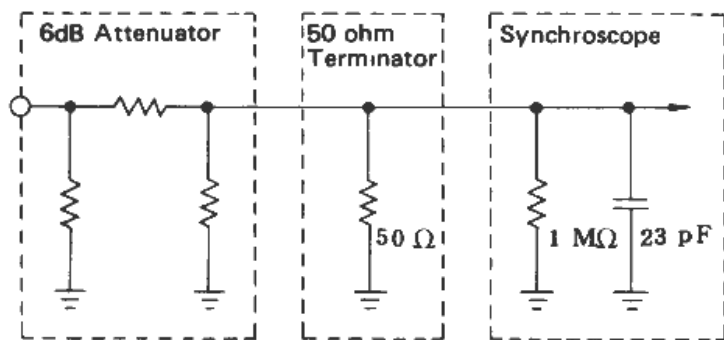 6dB Attenuator
50 ohm
Terminator
Synchroscope
50 Ω
1 MΩ
23 pF